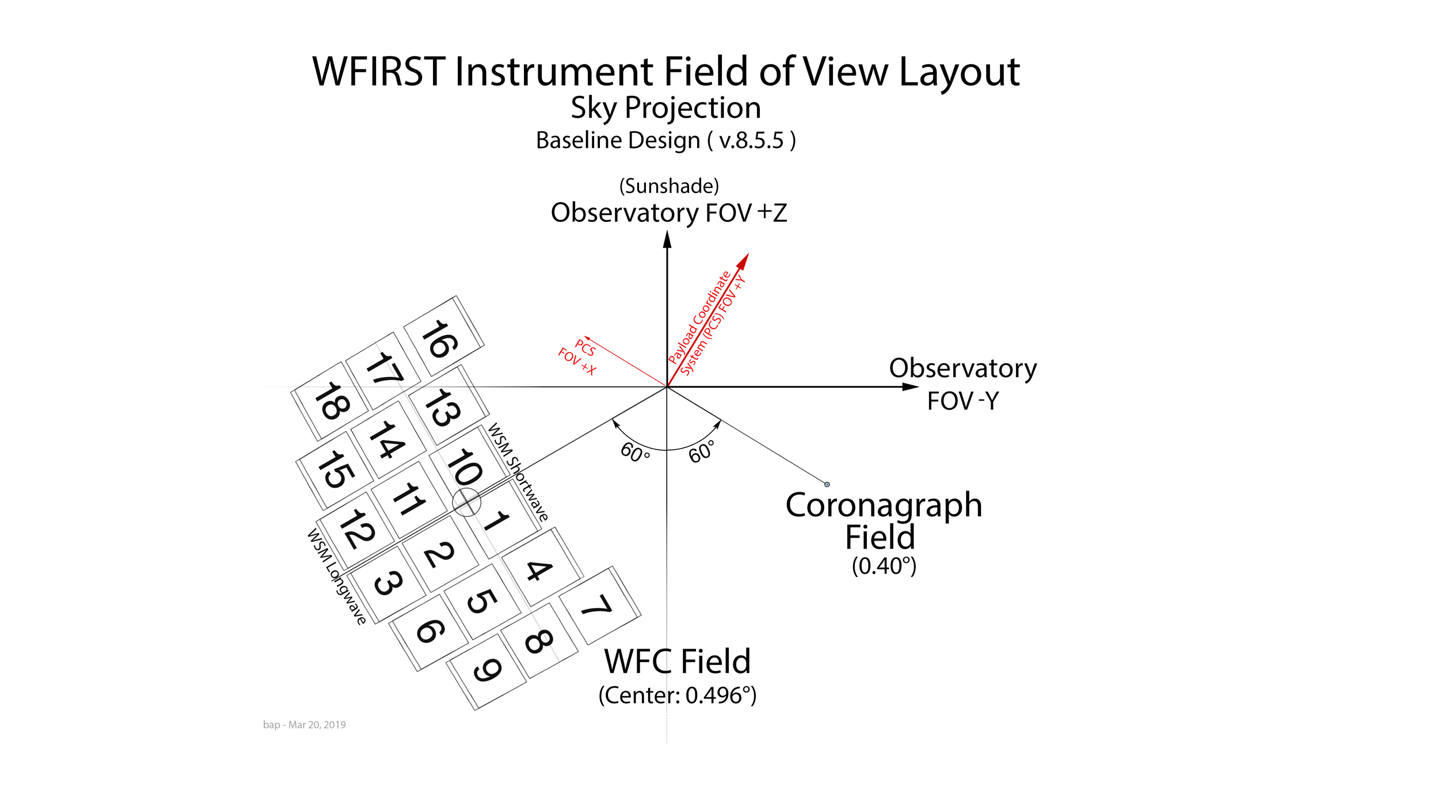 WFIRST Instrument Field of View Layout
Sky Projection
Baseline Design ( v.8.5.5 )
(Sunshade)
Observatory FOV +Z
Payload Coordinate
System (PCS) FOV +Y
PCS
FOV +X
Observatory
FOV -Y
60°
60°
Coronagraph
Field
(0.40°)
16
17
18
13
14
15
10
11
12
1
2
3
4
5
6
7
8
9
WSM Shortwave
WSM Longwave
WFC Field
(Center: 0.496°)
bap - Mar 20, 2019